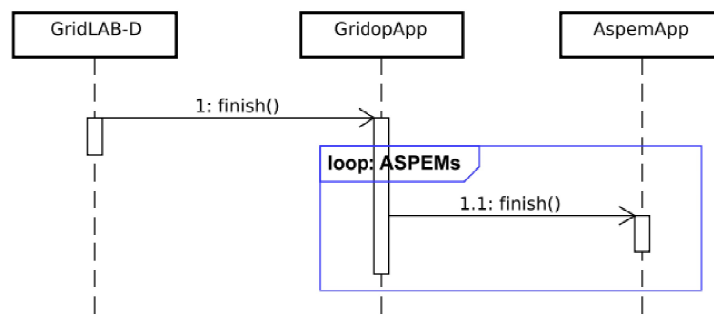 GridLAB-D
GridopApp
AspemApp
1: finish()
loop: ASPEMs
1.1: finish()